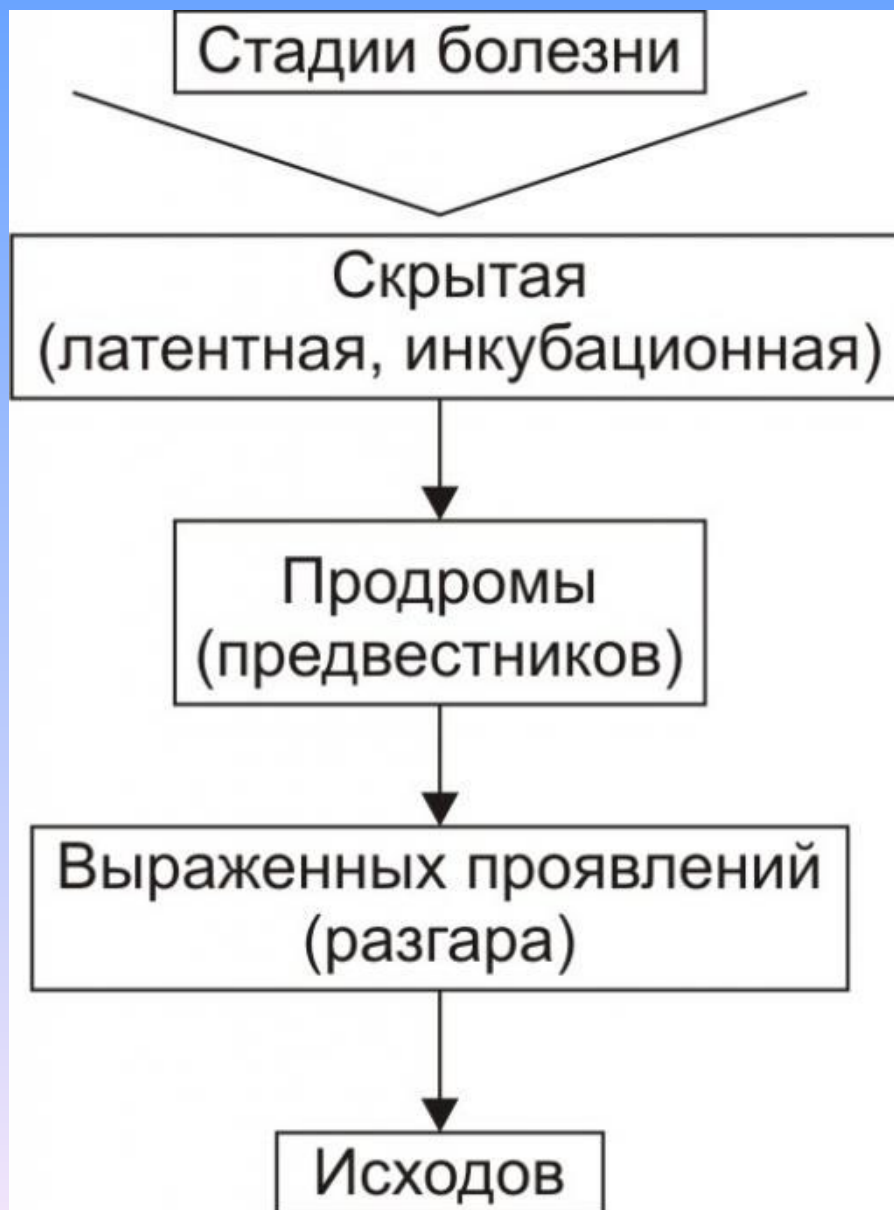 Стадии болезни
Скрытая
(латентная, инкубационная)
Продромы
(предвестников)
Выраженных проявлений
(разгара)
Исходов